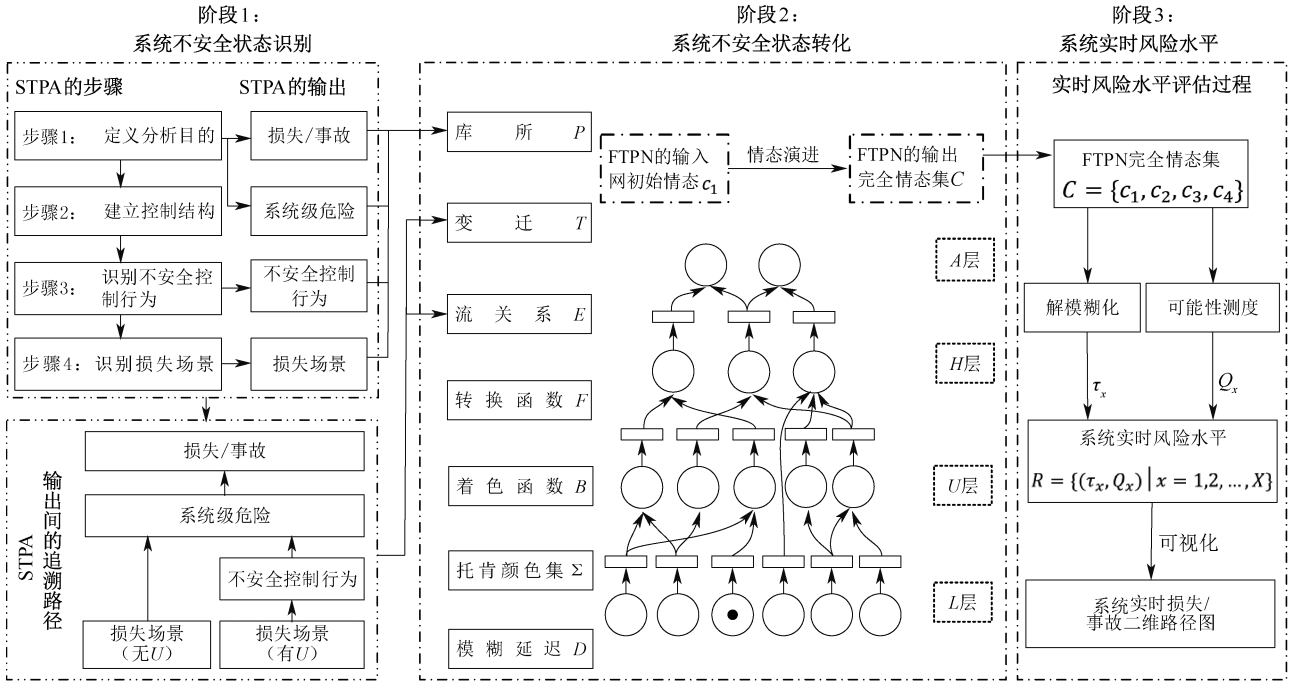 阶段1：
系统不安全状态识别
STPA的步骤
STPA的输出
步骤1： 定义分析目的
损失/事故
步骤2： 建立控制结构
系统级危险
步骤3： 识别不安全控
制行为
不安全控制
行为
步骤4：识别损失场景
损失场景
STPA
输出间的追溯路径
损失/事故
系统级危险
不安全控制行为
损失场景
（无U）
损失场景
（有U）
阶段2：
系统不安全状态转化
库所 P
变迁 T
流关系 E
转换函数 F
着色函数 B
托肯颜色集 Σ
模糊延迟 D
FTPN的输入
网初始情态c₁
情态演进
FTPN的输出
完全情态集C
A层
H层
U层
L层
阶段3：
系统实时风险水平
实时风险水平评估过程
FTPN完全情态集
C = {c₁, c₂, c₃, c₄}
解模糊化
可能性测度
τₓ
Qₓ
系统实时风险水平
R = {(τₓ, Qₓ) | x = 1,2, …, X}
可视化
系统实时损失/
事故二维路径图